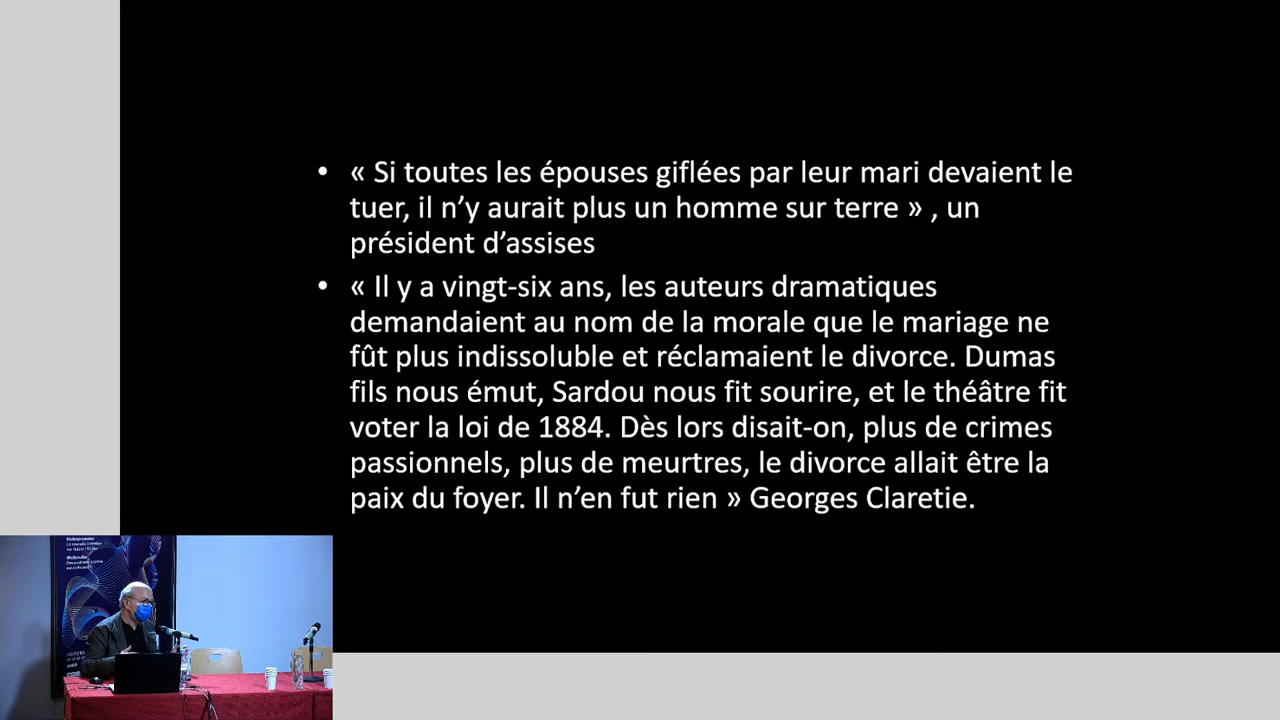 • « Si toutes les épouses giflées par leur mari devaient le
tuer, il n’y aurait plus un homme sur terre » , un
président d’assises
• « Il y a vingt-six ans, les auteurs dramatiques
demandaient au nom de la morale que le mariage ne
fût plus indissoluble et réclamaient le divorce. Dumas
fils nous émut, Sardou nous fit sourire, et le théâtre fit
voter la loi de 1884. Dès lors disait-on, plus de crimes
passionnels, plus de meurtres, le divorce allait être la
paix du foyer. Il n’en fut rien » Georges Claretie.